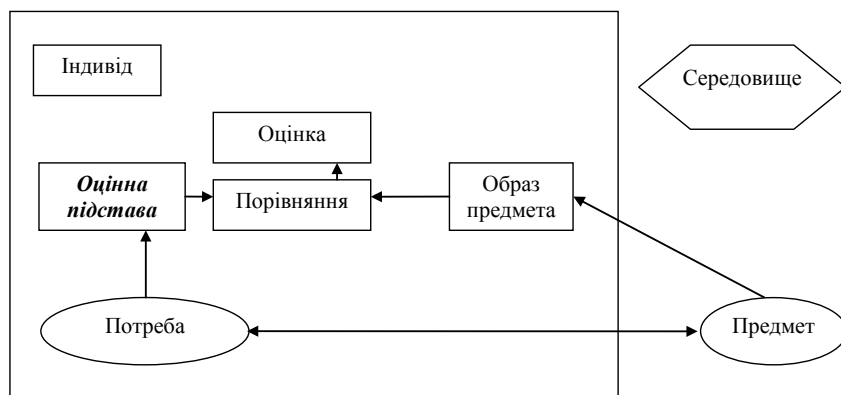 Індивід
Середовище
Оцінка
Оцінна
підстава
Порівняння
Образ
предмета
Потреба
Предмет